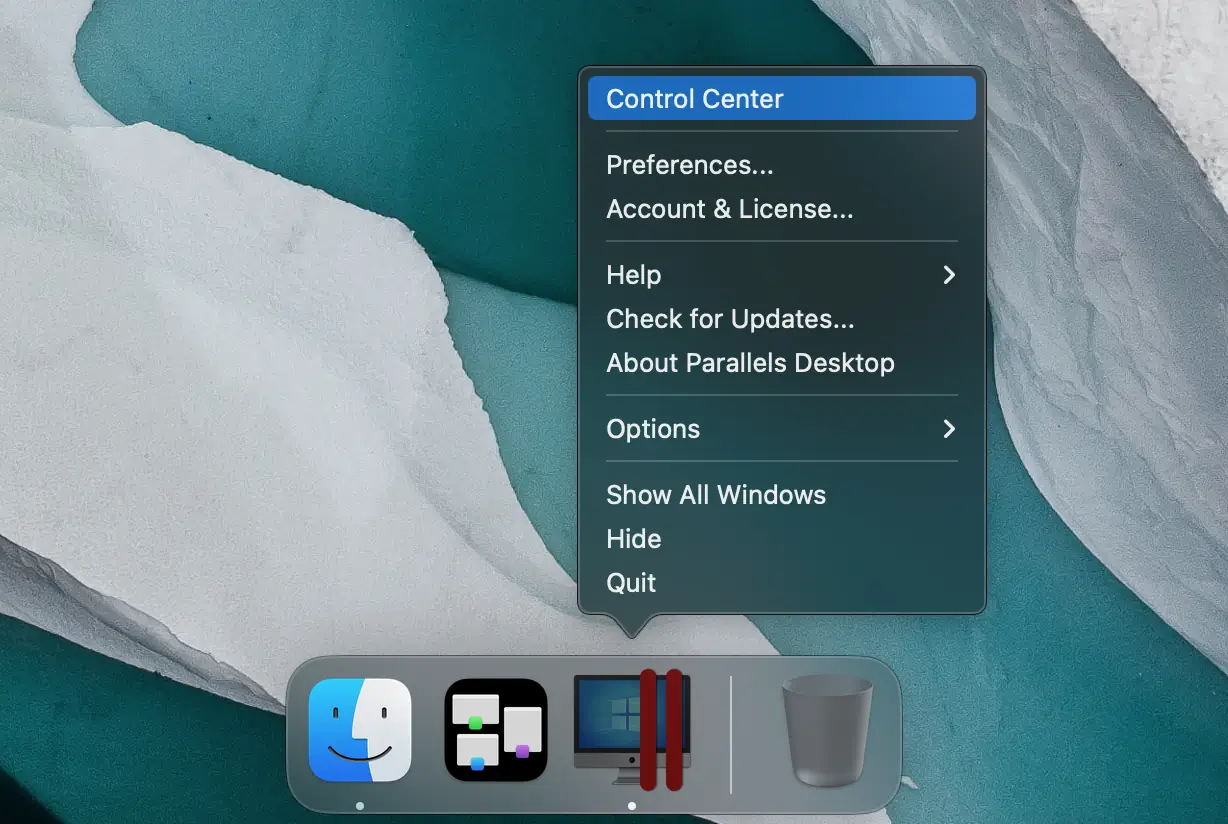 Control Center
Preferences...
Account & License...
Help
Check for Updates...
About Parallels Desktop
Options
Show All Windows
Hide
Quit